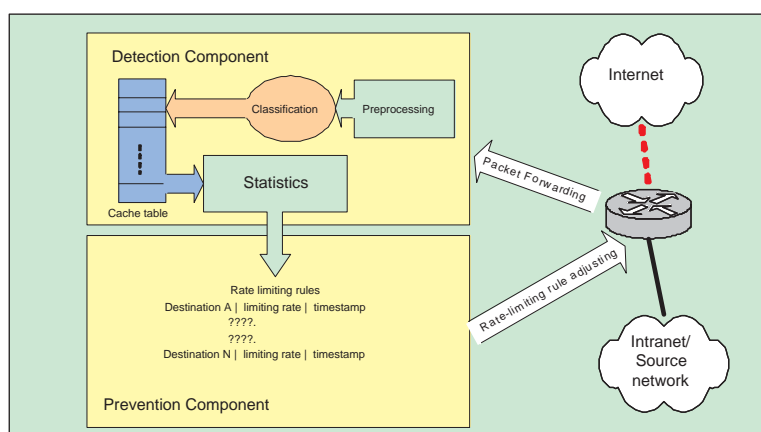 Detection Component
Classification
Preprocessing
Statistics
Cache table
Rate limiting rules
Destination A | limiting rate | timestamp
????.
????.
Destination N | limiting rate | timestamp
Prevention Component
Packet Forwarding
Rate-limiting rule adjusting
Internet
Intranet/
Source
network